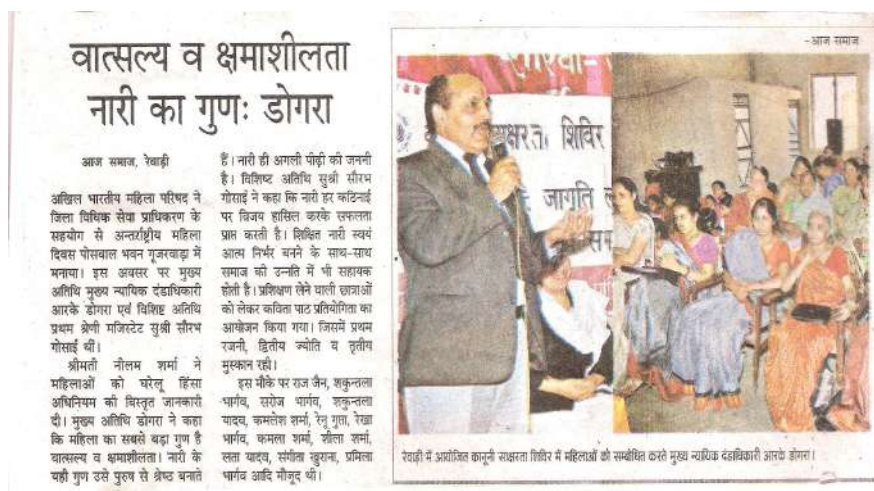 वात्सल्य व क्षमाशीलता
नारी का गुणः डोगरा
आज समाज, रेवाड़ी
अखिल भारतीय महिला परिषद ने
जिला विधिक सेवा प्राधिकरण के
सहयोग से अन्तर्राष्ट्रीय महिला
दिवस पोसवाल भवन गूजरवाड़ा में
बनाया। इस अवसर पर मुख्य
अतिथि मुख्य न्यायिक दंडाधिकारी
आरके डोगरा एवं विशिष्ट अतिथि
प्रथम श्रेणी मजिस्टेट सुश्री सौरभ
गोसाई थीं।
श्रीमती नीलम शर्मा ने
महिलाओं को घरेलू हिंसा
अधिनियम की विस्तृत जानकारी
दी। मुख्य अतिथि डोगरा ने कहा
कि महिला का सबसे बड़ा गुण है
वात्सल्य व क्षमाशीलता। नारी के
यही गुण उसे पुरुष से श्रेष्ठ बनाते
हैं। नारी ही अगली पीढ़ी की जननी
है। विशिष्ट अतिथि सुश्री सौरभ
गोसाई ने कहा कि नारी हर कठिनाई
पर विजय हासिल करके सफलता
प्राप्त करती है। शिक्षित नारी स्वयं
आत्म निर्भर बनने के साथ-साथ
समाज की उन्नति में भी सहायक
होती है। प्रशिक्षण लेने वाली छात्राओं
को लेकर कविता पाठ प्रतियोगिता का
आयोजन किया गया। जिसमें प्रथम
रजनी, द्वितीय ज्योति व तृतीय
मुस्कान रही।
इस मौके पर राज जैन, शकुन्तला
भार्गव, सरोज भार्गव, शकुन्तला
यादव, कमलेश शर्मा, रेनू गुप्ता, रेखा
भार्गव, कमला शर्मा, शीला शर्मा,
लता यादव, संगीता खुराना, प्रमिला
भार्गव आदि मौजूद थीं।
-आज समाज
साक्षरता शिविर
जागृति
रेवाड़ी में आयोजित कानूनी साक्षरता शिविर में महिलाओं को सम्बोधित करते मुख्य न्यायिक दंडाधिकारी आरके डोगरा।